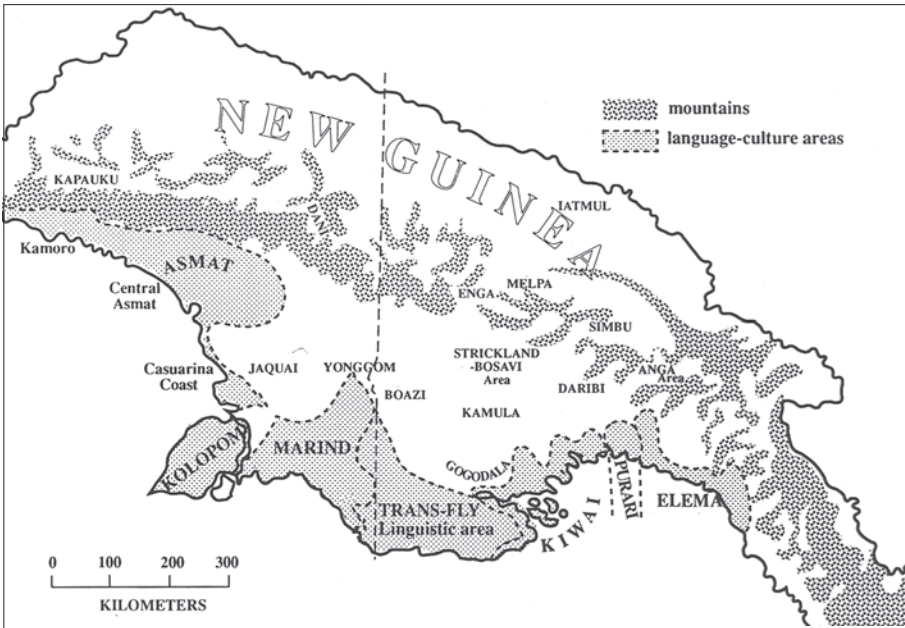 NEW GUINEA
mountains
language-culture areas
KAPAUKU
DANI
IATMUL
Kamoro
ASMAT
Central
Asmat
ENGA
MELPA
SIMBU
STRICKLAND
-BOSAVI
Area
ANGA
Area
DARIBI
Casuarina
Coast
JAQUAI
YONGGOM
BOAZI
KAMULA
KOLOPOM
MARIND
GOGODALA
TRANS-FLY
Linguistic area
KIWAI
PURARI
ELEMA
0 100 200 300
KILOMETERS